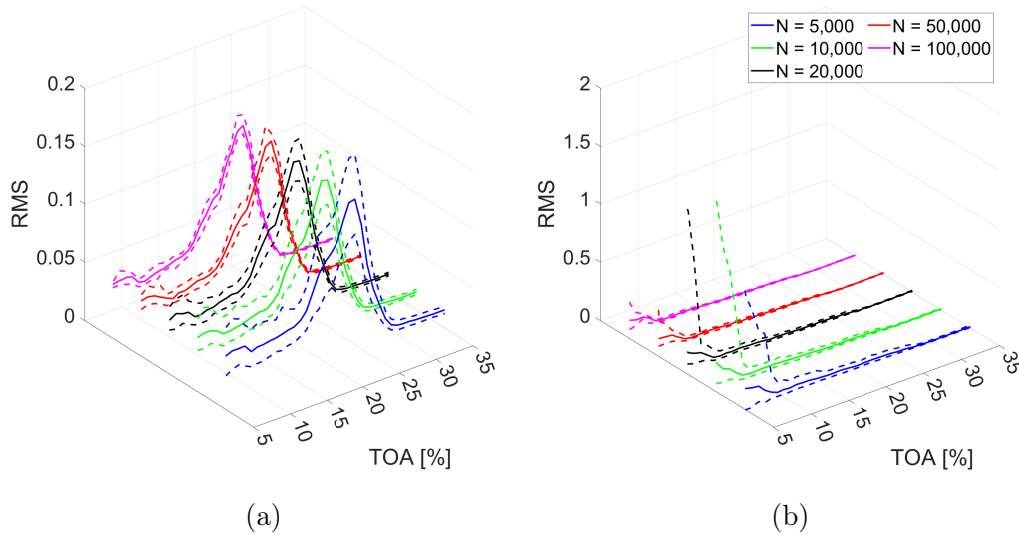 0.2
0.15
0.1
0.05
0
RMS
5
10
15
20
25
30
35
TOA [%]
(a)
N = 5,000
N = 50,000
N = 10,000
N = 100,000
N = 20,000
2
1.5
1
0.5
0
RMS
5
10
15
20
25
30
35
TOA [%]
(b)